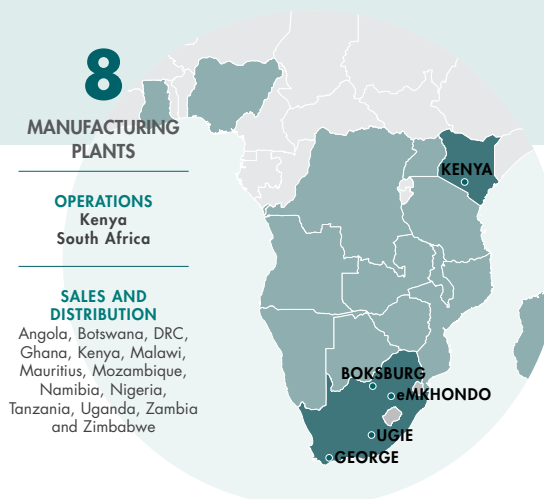 8
MANUFACTURING
PLANTS
OPERATIONS
Kenya
South Africa
SALES AND
DISTRIBUTION
Angola, Botswana, DRC,
Ghana, Kenya, Malawi,
Mauritius, Mozambique,
Namibia, Nigeria,
Tanzania, Uganda, Zambia
and Zimbabwe
KENYA
BOKSBURG
eMKHONDO
UGIE
GEORGE